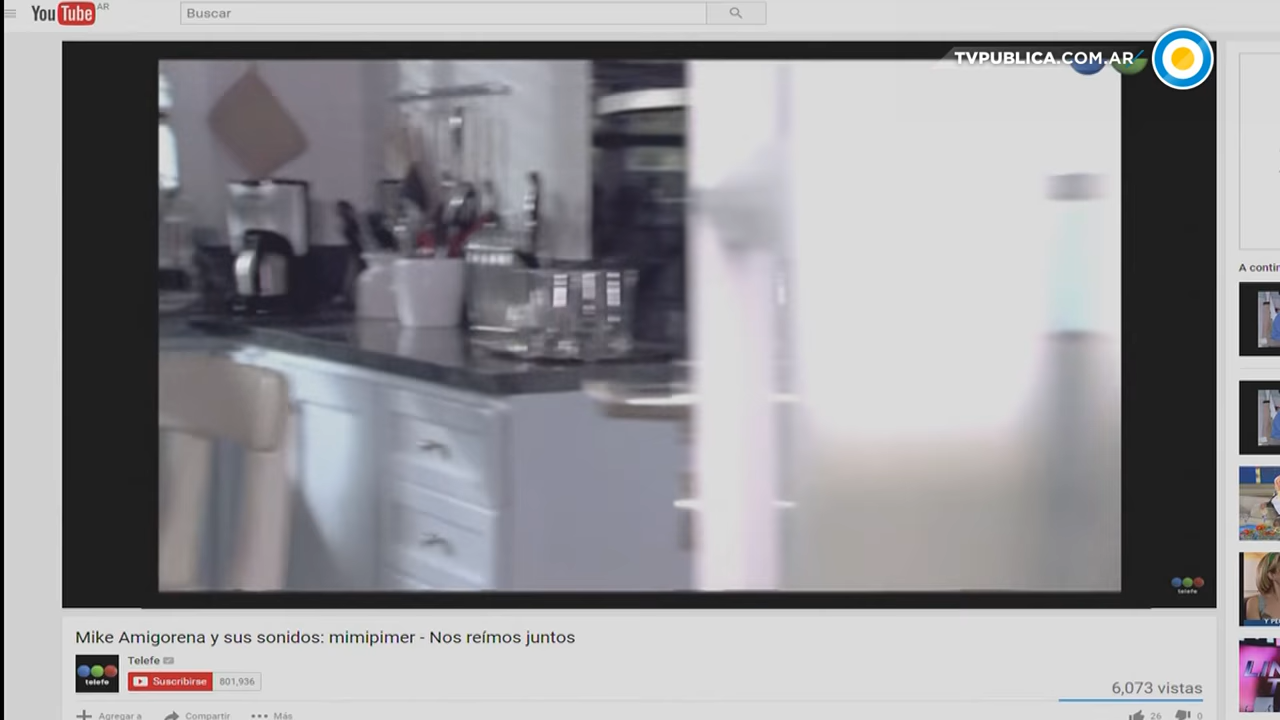 YouTube AR
Buscar
TVPUBLICA.COM.AR
A contin
telefe
Mike Amigorena y sus sonidos: mimipimer - Nos reímos juntos
Telefe
telefe
Suscribirse 801,936
6,073 vistas
Agregar a Compartir Más
26 0